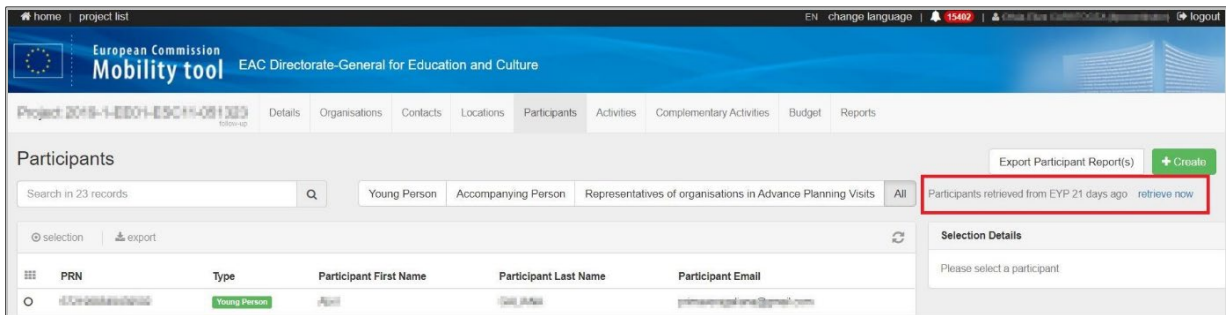 home | project list
EN change language | 15402 | logout
European Commission
Mobility tool EAC Directorate-General for Education and Culture
Details Organisations Contacts Locations Participants Activities Complementary Activities Budget Reports
follow-up
Participants
Export Participant Report(s) + Create
Search in 23 records Young Person Accompanying Person Representatives of organisations in Advance Planning Visits All Participants retrieved from EYP 21 days ago retrieve now
selection export Selection Details
Please select a participant
PRN Type Participant First Name Participant Last Name Participant Email
Young Person